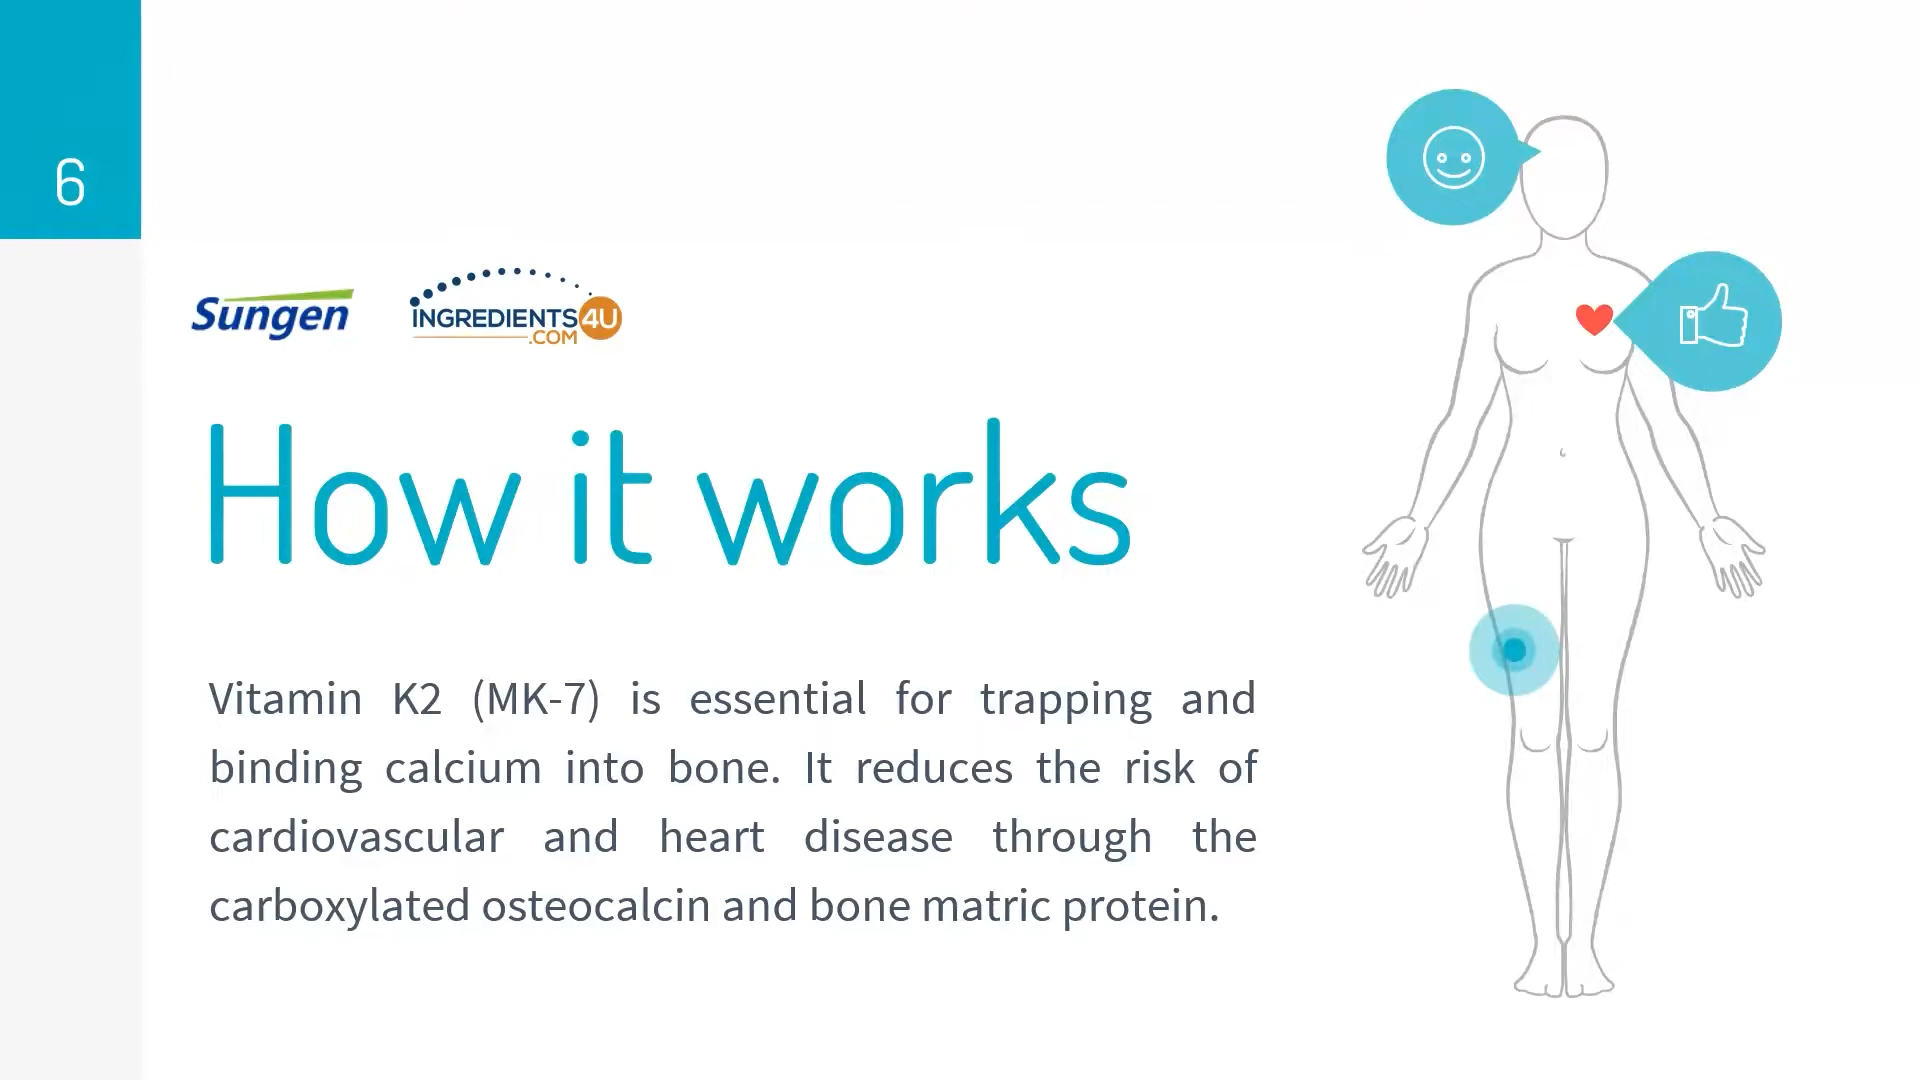 6
Sungen
INGREDIENTS4U
.COM
How it works
Vitamin K2 (MK-7) is essential for trapping and
binding calcium into bone. It reduces the risk of
cardiovascular and heart disease through the
carboxylated osteocalcin and bone matric protein.